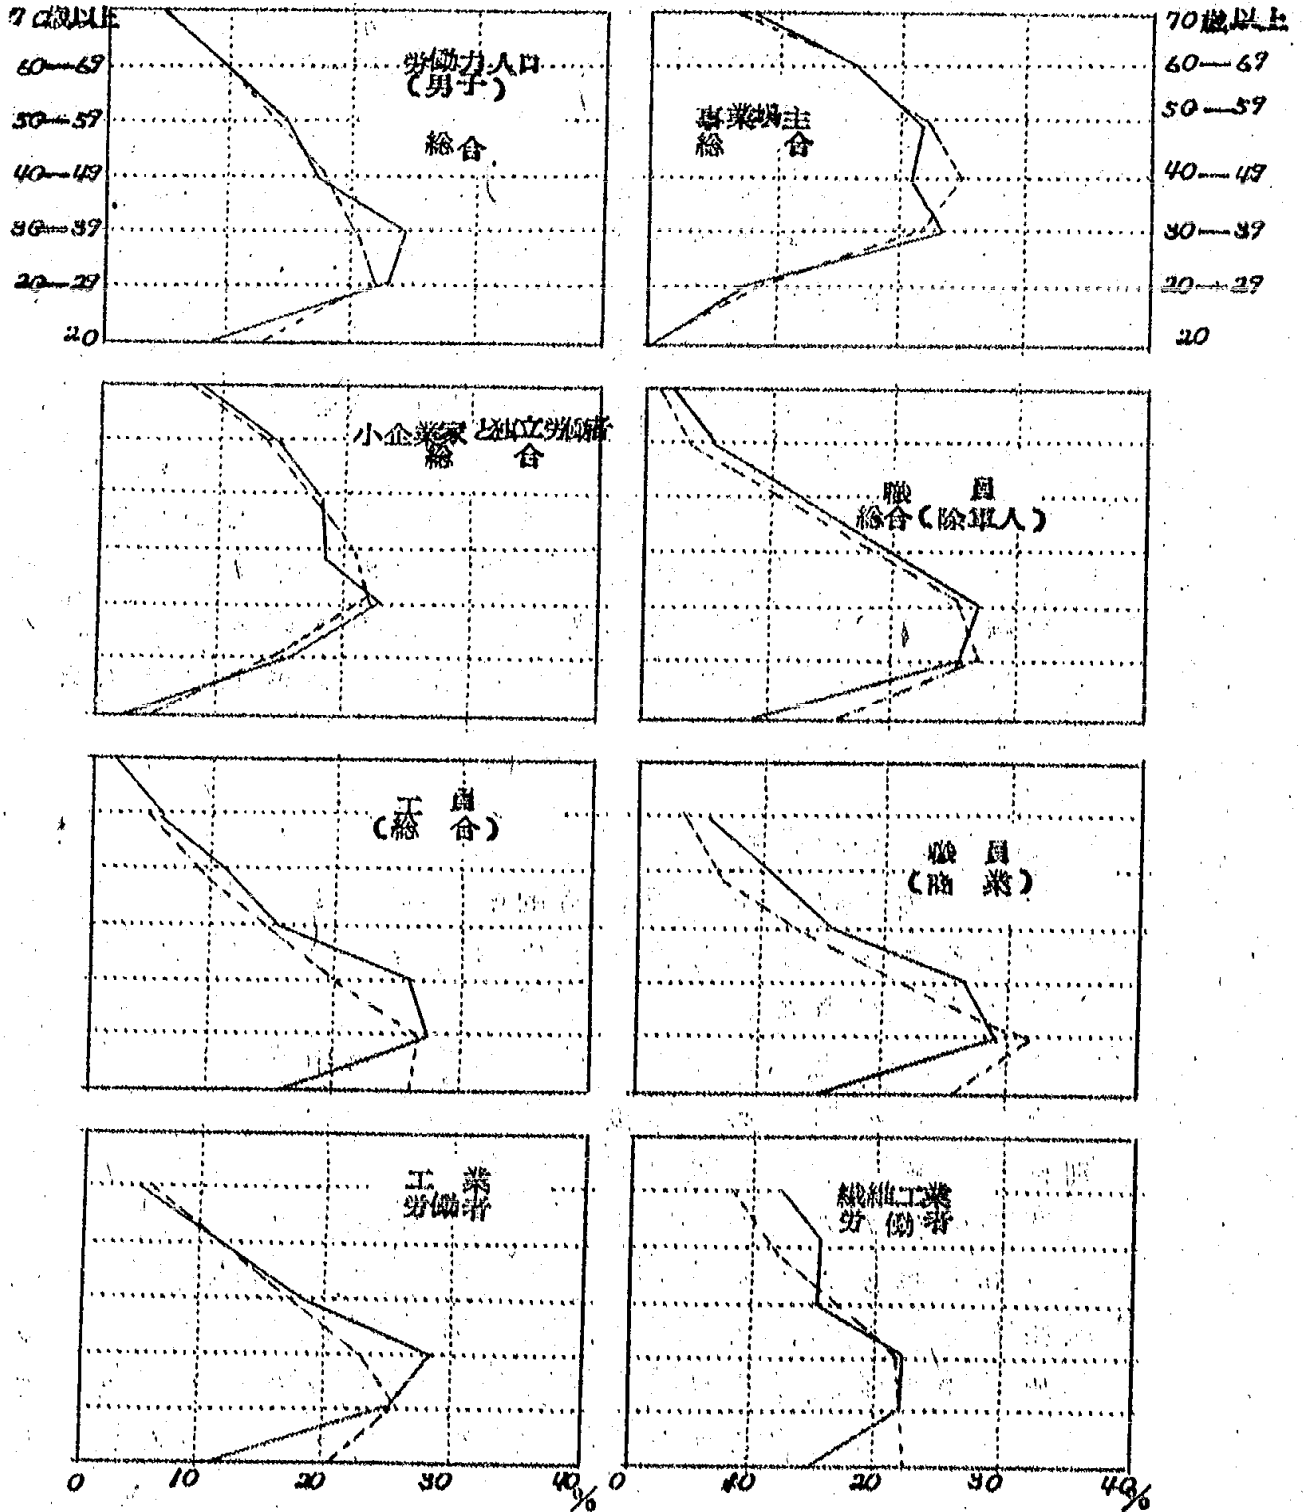 70歳以上
60—69
50—59
40—49
30—39
20—29
20
労働力人口
(男子)
総合
事業場主
総合
70歳以上
60—69
50—59
40—49
30—39
20—29
20
小企業家と独立労働者
総合
職員
総合(除軍人)
工員
(総合)
職員
(商業)
工業
労働者
繊維工業
労働者
0 10 20 30 40%
0 10 20 30 40%